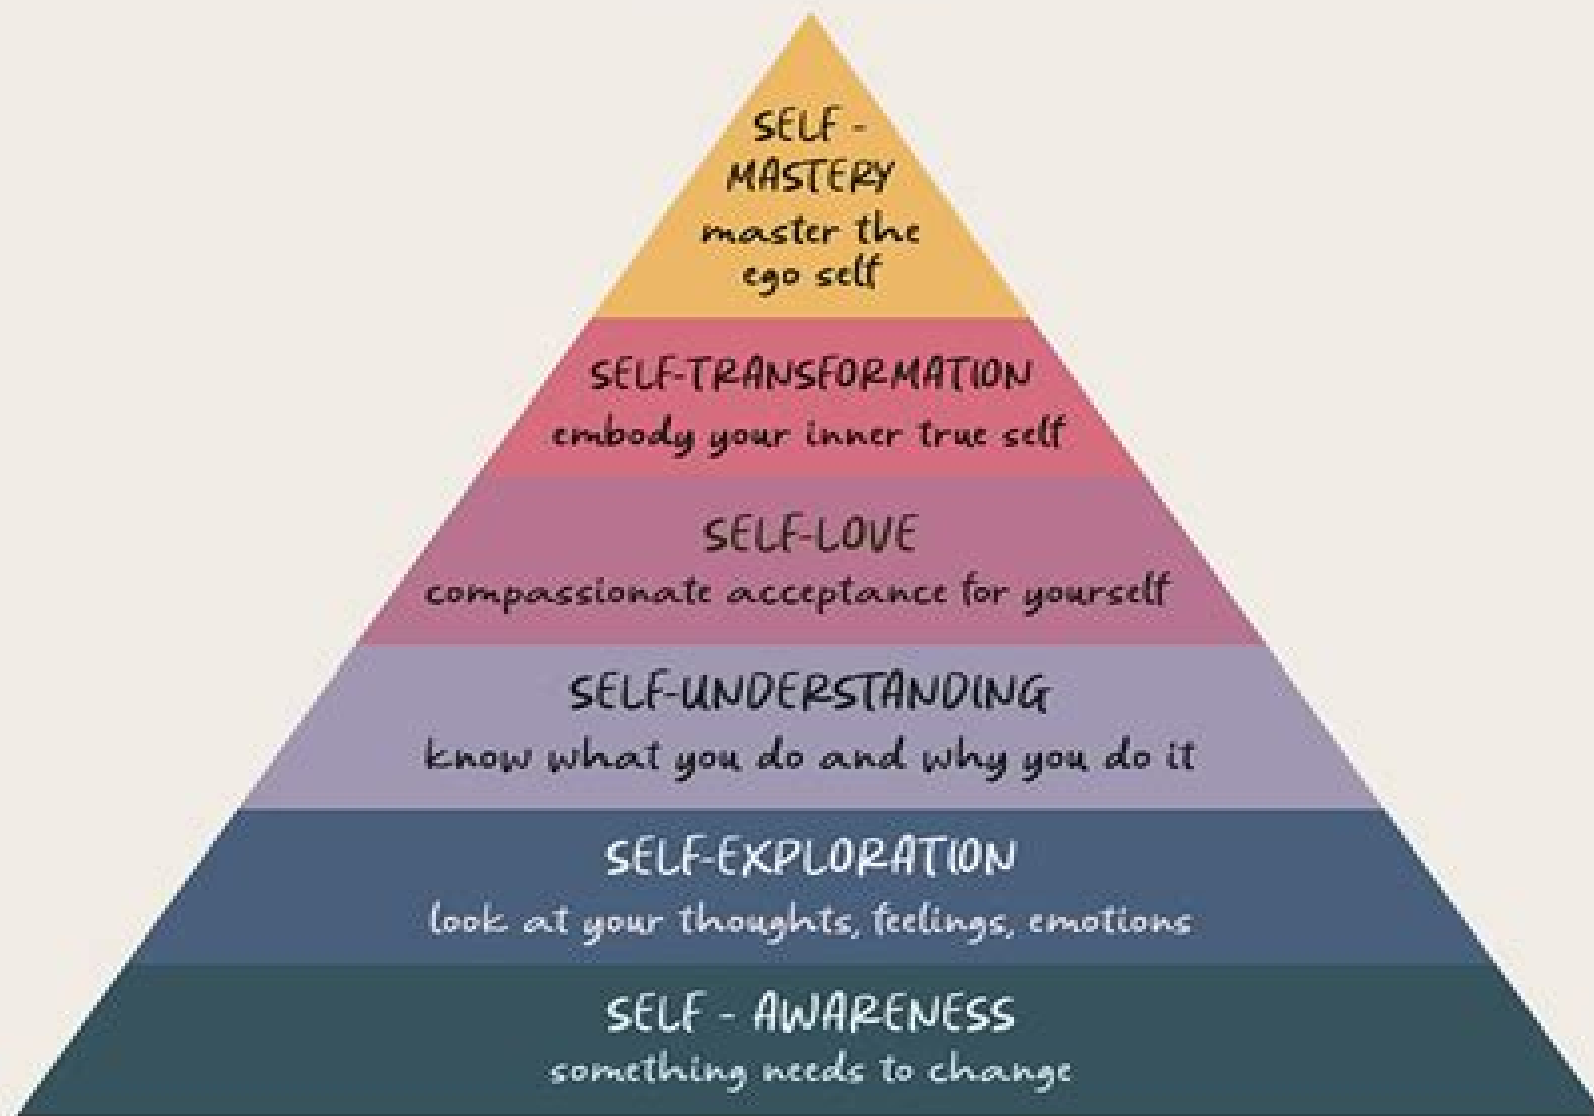 SELF -
MASTERY
master the
ego self
SELF-TRANSFORMATION
embody your inner true self
SELF-LOVE
compassionate acceptance for yourself
SELF-UNDERSTANDING
know what you do and why you do it
SELF-EXPLORATION
look at your thoughts, feelings, emotions
SELF - AWARENESS
something needs to change